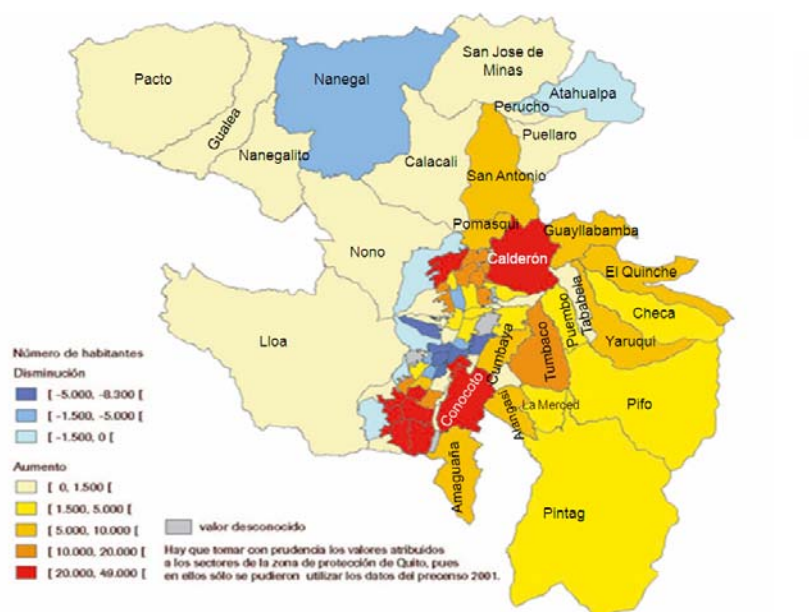 San Jose de
Minas
Pacto
Nanegal
Atahualpa
Perucho
Gualea
Puellaro
Nanegalito
Calacali
San Antonio
Pomasqui
Guayllabamba
Nono
Calderón
El Quinche
Tababela
Puembo
Checa
Lloa
Yaruqui
Cumbaya
Tumbaco
Conocoto
Alangasi
La Merced
Pifo
Amaguaña
Pintag
Número de habitantes
Disminución
[ -5.000, -8.300 [
[ -1.500, -5.000 [
[ -1.500, 0 [
Aumento
[ 0, 1.500 [
[ 1.500, 5.000 [
[ 5.000, 10.000 [
[ 10.000, 20.000 [
[ 20.000, 49.000 [
valor desconocido
Hay que tomar con prudencia los valores atribuidos
a los sectores de la zona de protección de Quito, pues
en ellos sólo se pudieron utilizar los datos del precenso 2001.